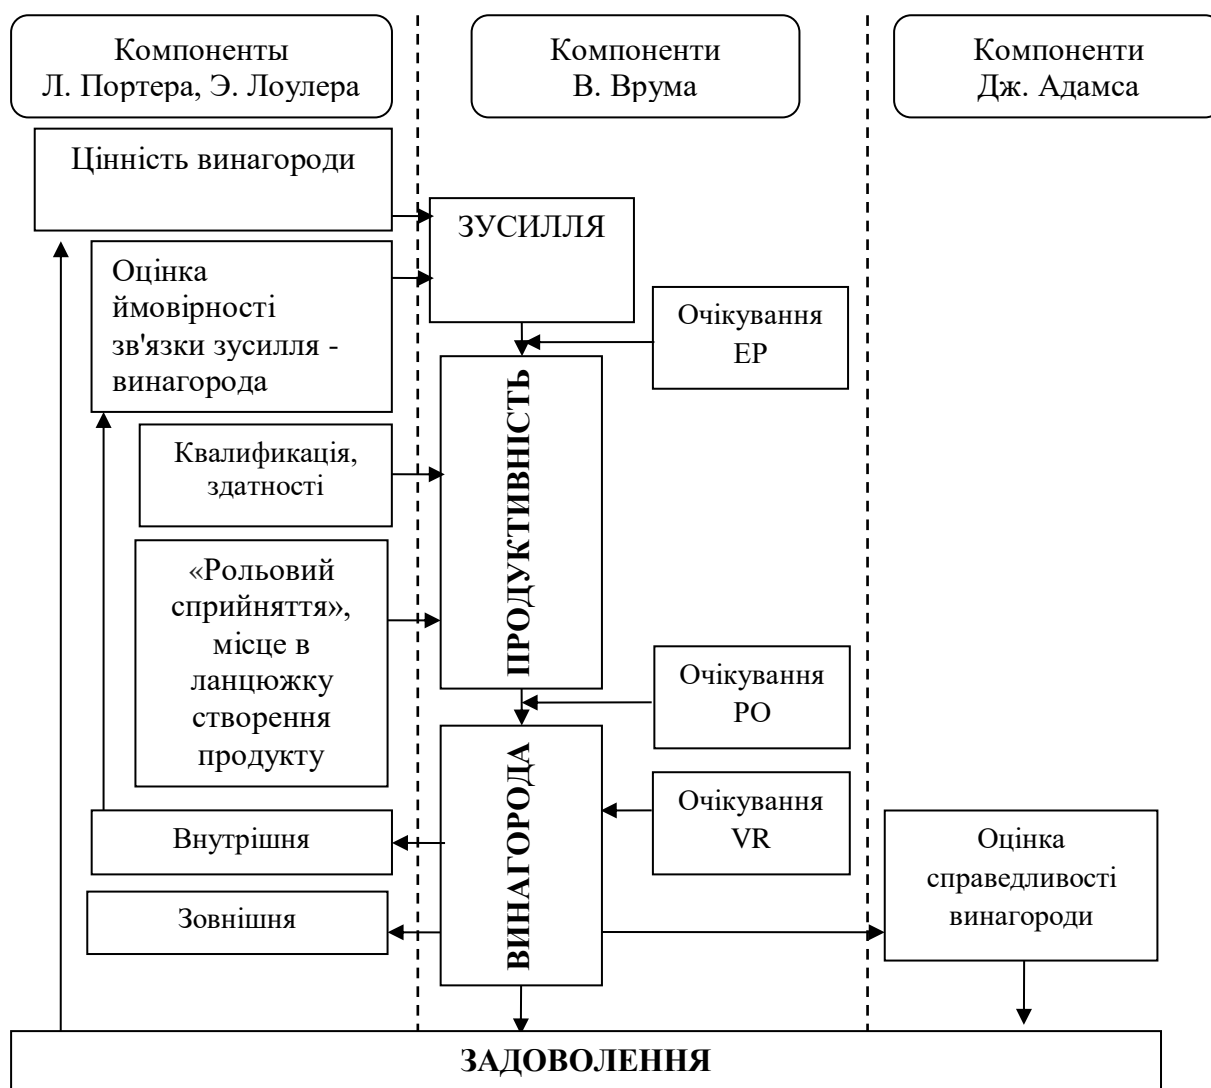 Компоненты
Л. Портера, Э. Лоулера
Компоненти
В. Врума
Компоненти
Дж. Адамса
Цінність винагороди
ЗУСИЛЛЯ
Оцінка
ймовірності
зв'язки зусилля -
винагорода
Очікування
EP
Квалификація,
здатності
ПРОДУКТИВНІСТЬ
«Рольовий
сприйняття»,
місце в
ланцюжку
створення
продукту
Очікування
PO
ВИНАГОРОДА
Очікування
VR
Внутрішня
Зовнішня
Оцінка
справедливості
винагороди
ЗАДОВОЛЕННЯ